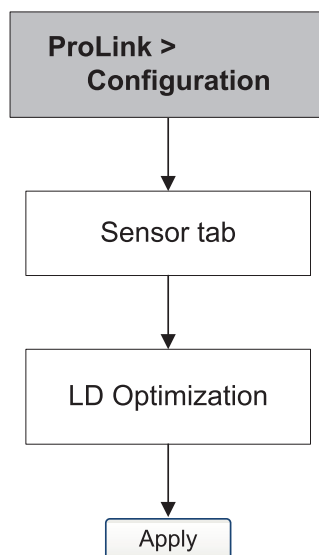 ProLink >
Configuration
Sensor tab
LD Optimization
Apply